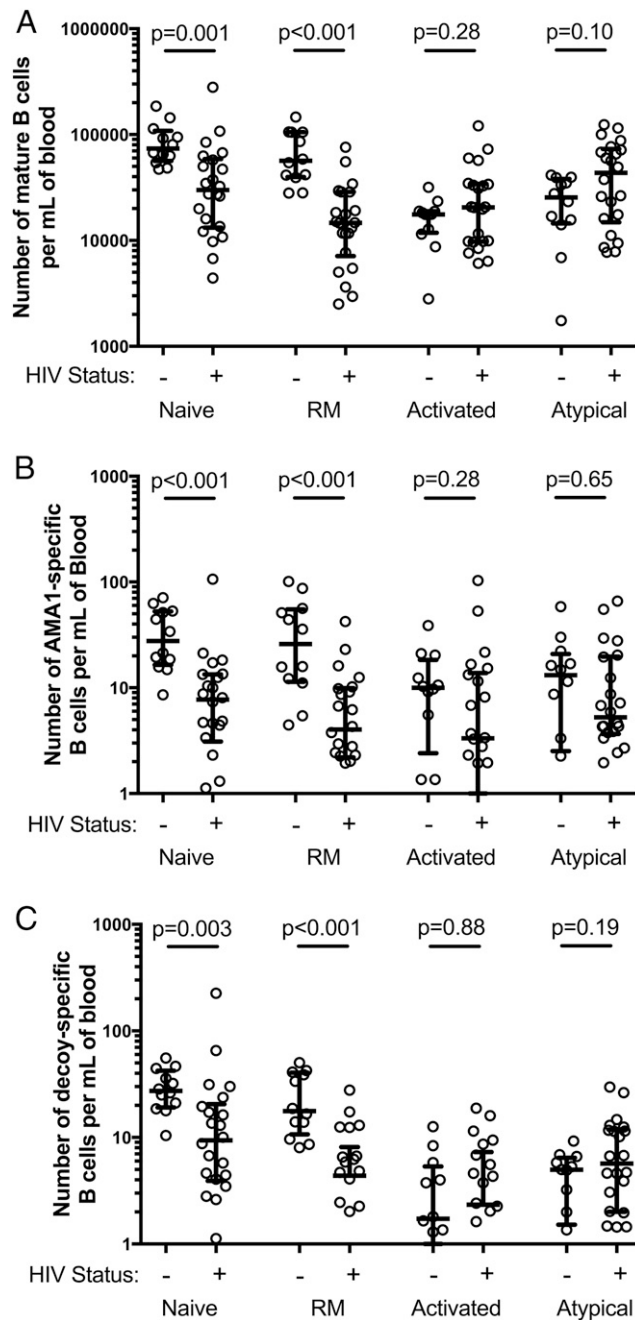 A
p=0.001 p<0.001 p=0.28 p=0.10
Number of mature B cells
per mL of blood
1000000
100000
10000
1000
HIV Status: - + - + - + - +
Naive RM Activated Atypical
B
p<0.001 p<0.001 p=0.28 p=0.65
Number of AMA1-specific
B cells per mL of Blood
1000
100
10
1
HIV Status: - + - + - + - +
Naive RM Activated Atypical
C
p=0.003 p<0.001 p=0.88 p=0.19
Number of decoy-specific
B cells per mL of blood
1000
100
10
1
HIV Status: - + - + - + - +
Naive RM Activated Atypical